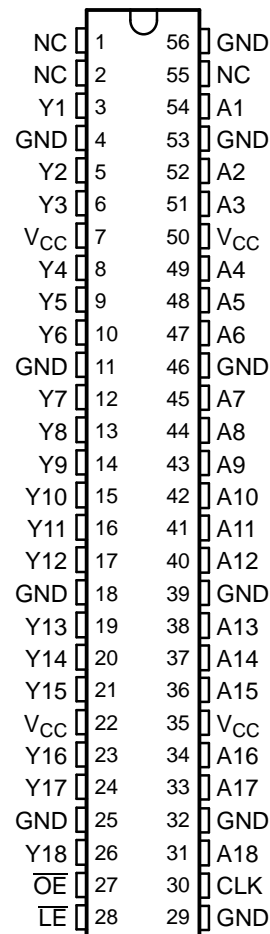 NC 1 56 GND
NC 2 55 NC
Y1 3 54 A1
GND 4 53 GND
Y2 5 52 A2
Y3 6 51 A3
VCC 7 50 VCC
Y4 8 49 A4
Y5 9 48 A5
Y6 10 47 A6
GND 11 46 GND
Y7 12 45 A7
Y8 13 44 A8
Y9 14 43 A9
Y10 15 42 A10
Y11 16 41 A11
Y12 17 40 A12
GND 18 39 GND
Y13 19 38 A13
Y14 20 37 A14
Y15 21 36 A15
VCC 22 35 VCC
Y16 23 34 A16
Y17 24 33 A17
GND 25 32 GND
Y18 26 31 A18
O̅E̅ 27 30 CLK
L̅E̅ 28 29 GND